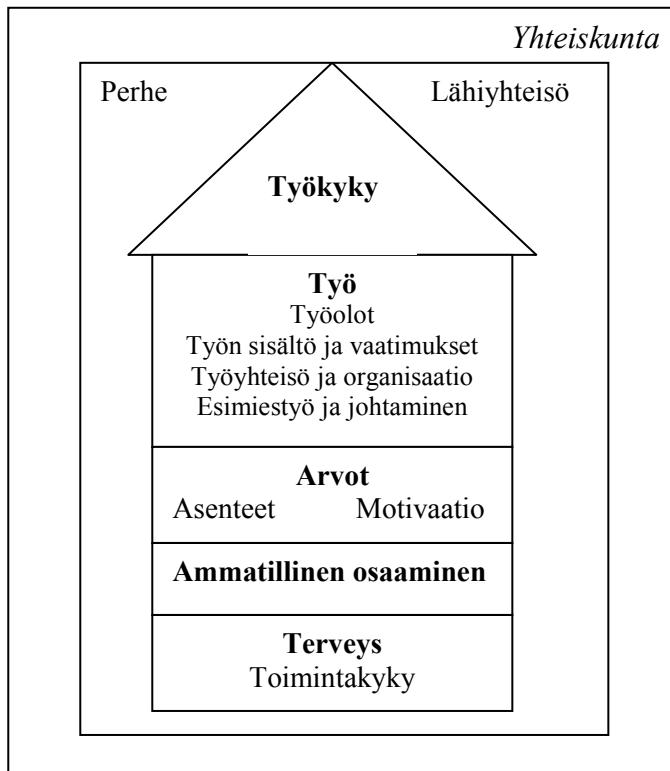 Yhteiskunta
Perhe Lähiyhteisö
Työkyky
Työ
Työolot
Työn sisältö ja vaatimukset
Työyhteisö ja organisaatio
Esimiestyö ja johtaminen
Arvot
Asenteet Motivaatio
Ammatillinen osaaminen
Terveys
Toimintakyky